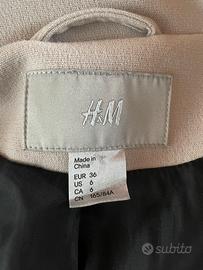 H&M
Made in
China
EUR 36
US 6
CA 6
CN 165/84A
subito